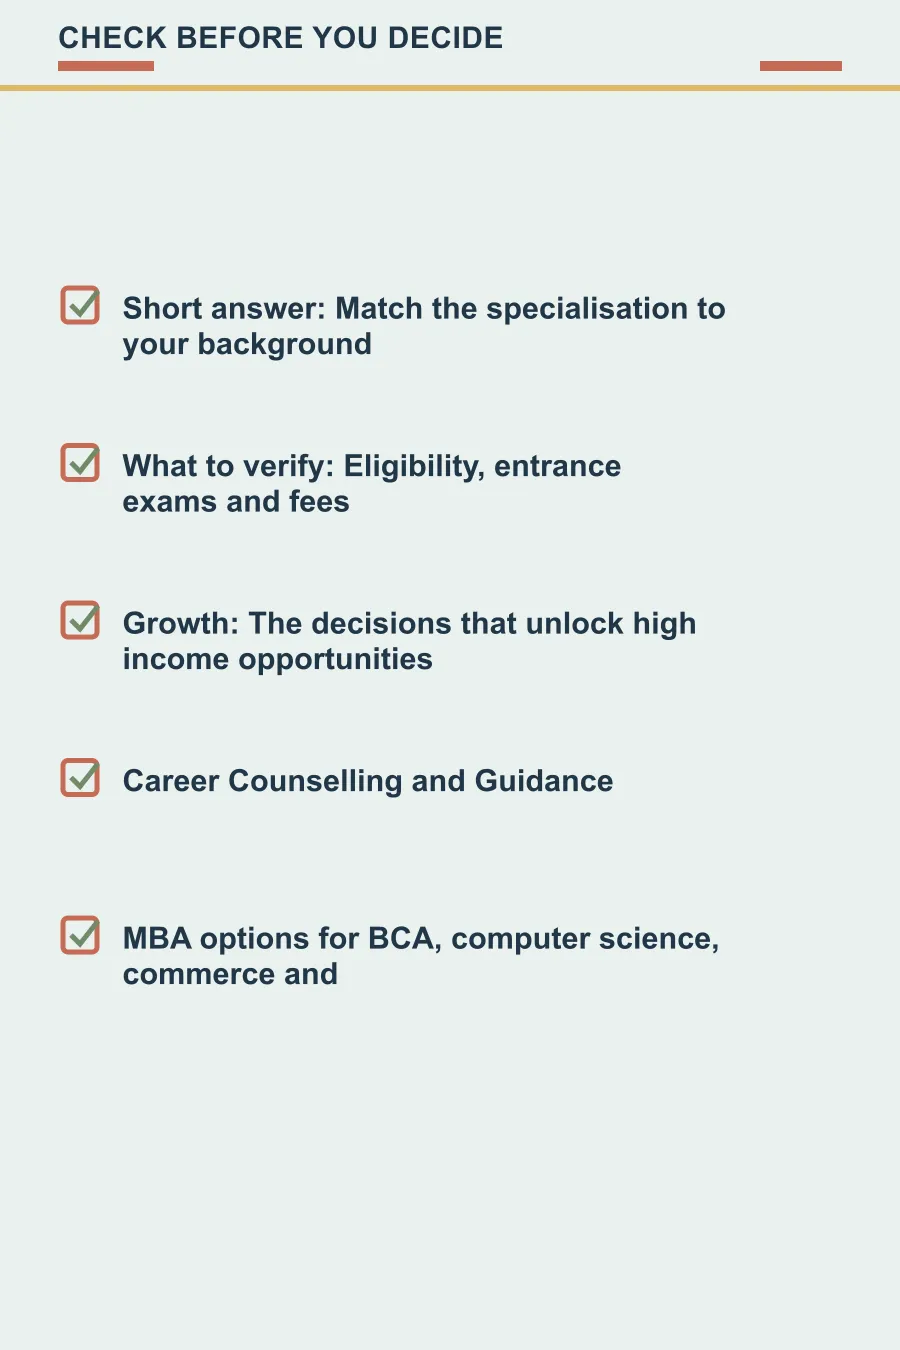 CHECK BEFORE YOU DECIDE
Short answer: Match the specialisation to
your background
What to verify: Eligibility, entrance
exams and fees
Growth: The decisions that unlock high
income opportunities
Career Counselling and Guidance
MBA options for BCA, computer science,
commerce and